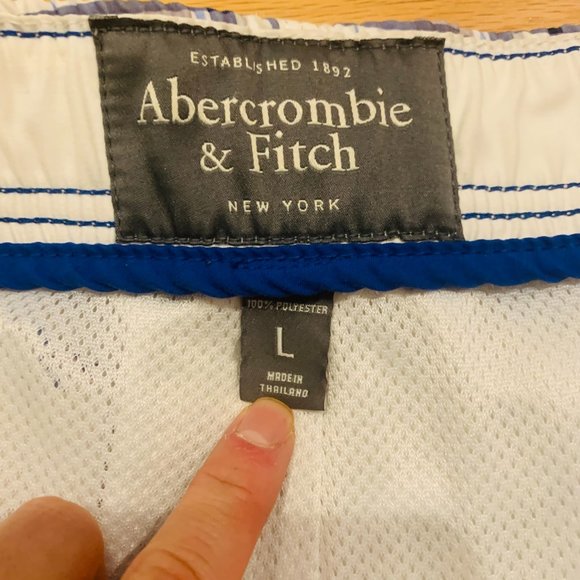 ESTABLISHED 1892
Abercrombie
& Fitch
NEW YORK
100% POLYESTER
L
MADE IN
THAILAND